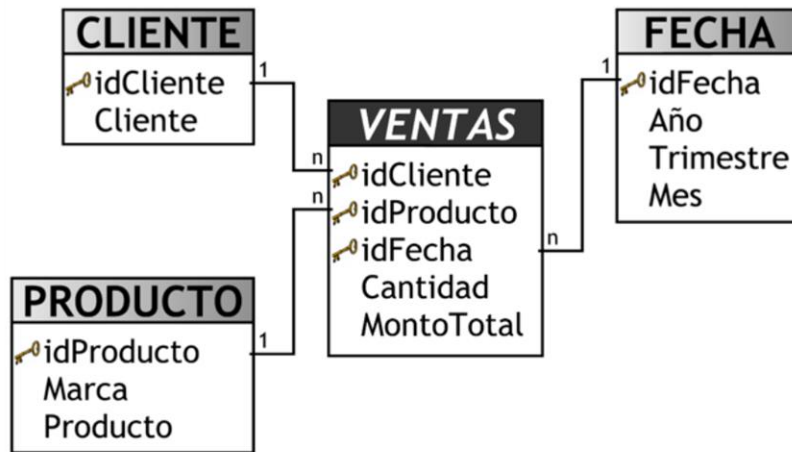 CLIENTE
idCliente
Cliente
1
n
VENTAS
idCliente
idProducto
idFecha
Cantidad
MontoTotal
n
n
1
FECHA
idFecha
Año
Trimestre
Mes
PRODUCTO
idProducto
Marca
Producto
1